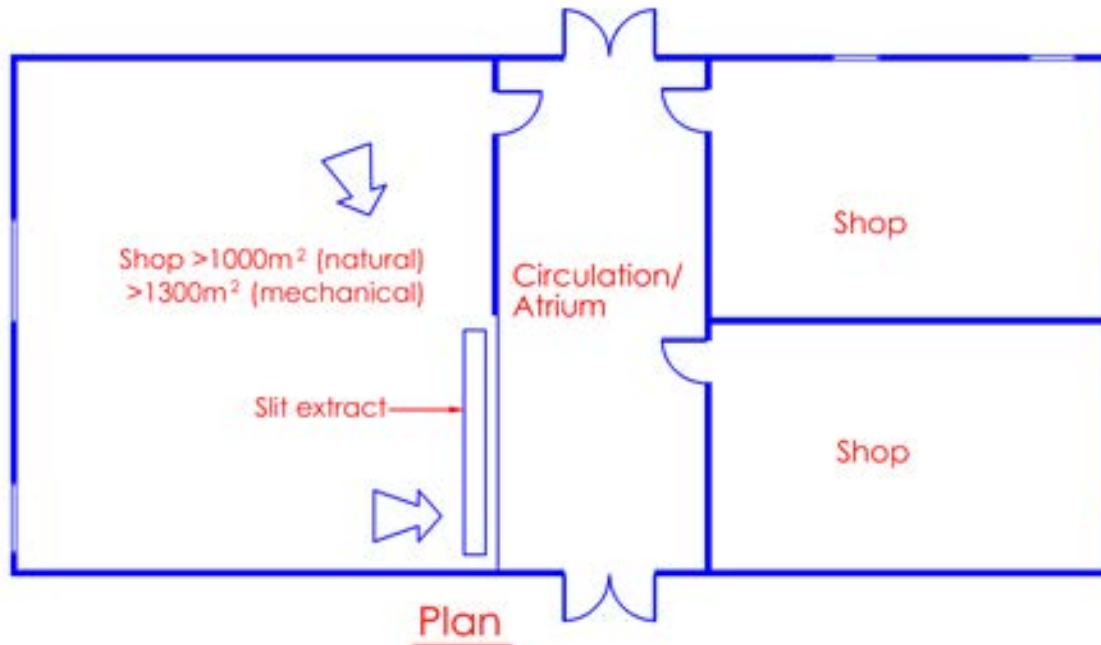 Shop
Shop >1000m² (natural)
>1300m² (mechanical)
Circulation/
Atrium
Slit extract
Shop
Plan